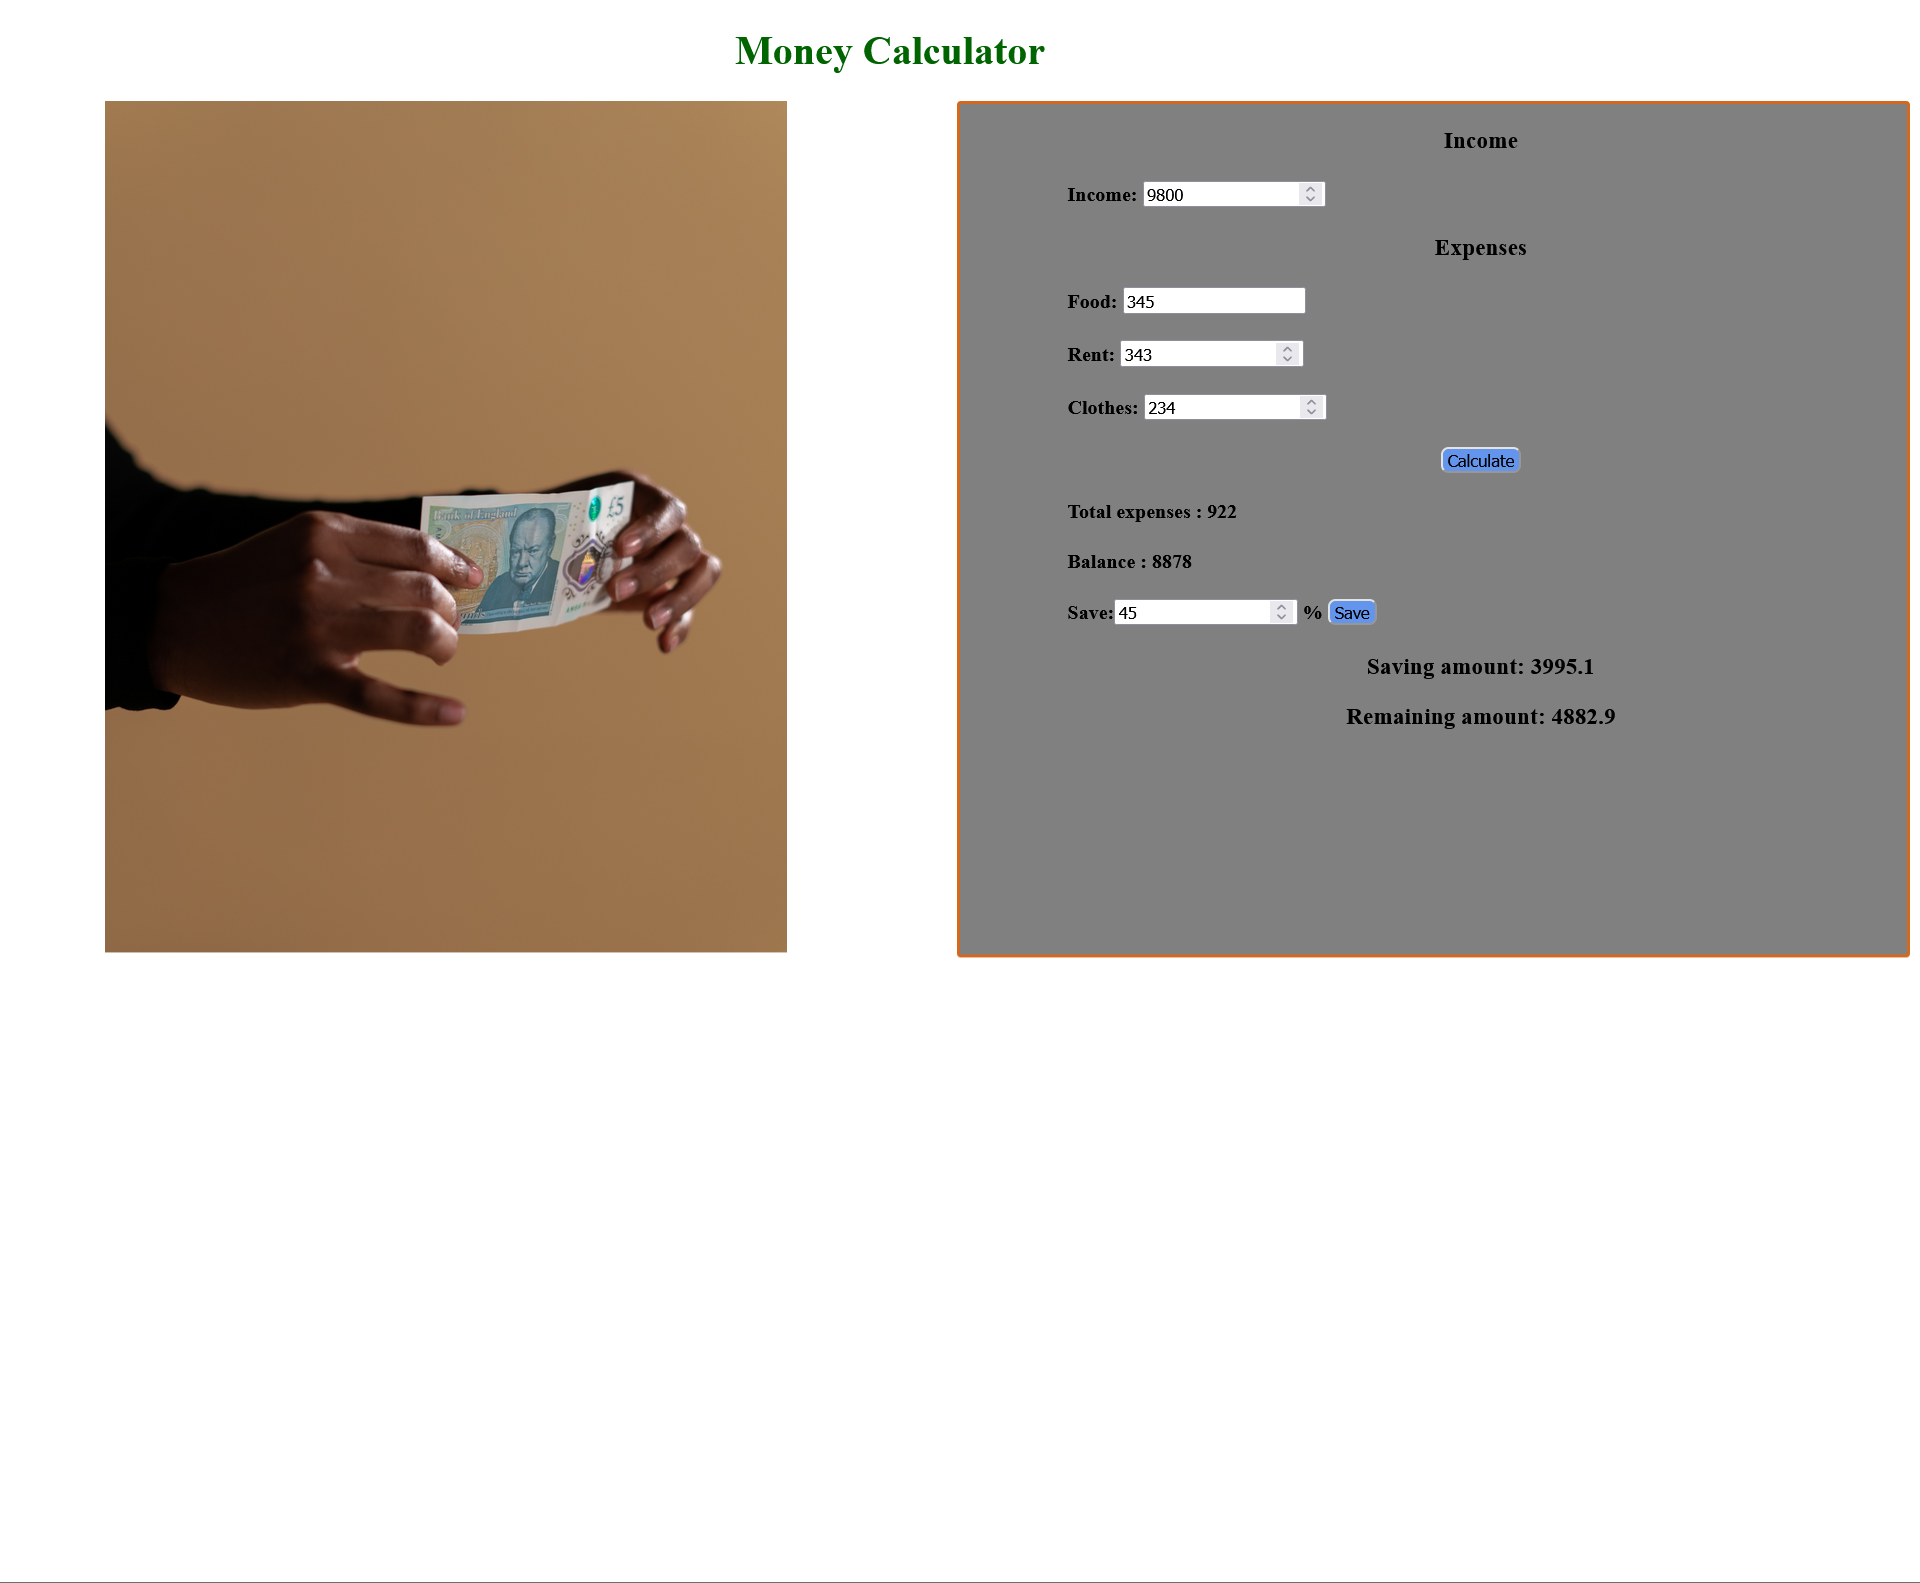 Money Calculator
Bank of England
£5
Income
Income: 9800
Expenses
Food: 345
Rent: 343
Clothes: 234
Calculate
Total expenses : 922
Balance : 8878
Save: 45 % Save
Saving amount: 3995.1
Remaining amount: 4882.9